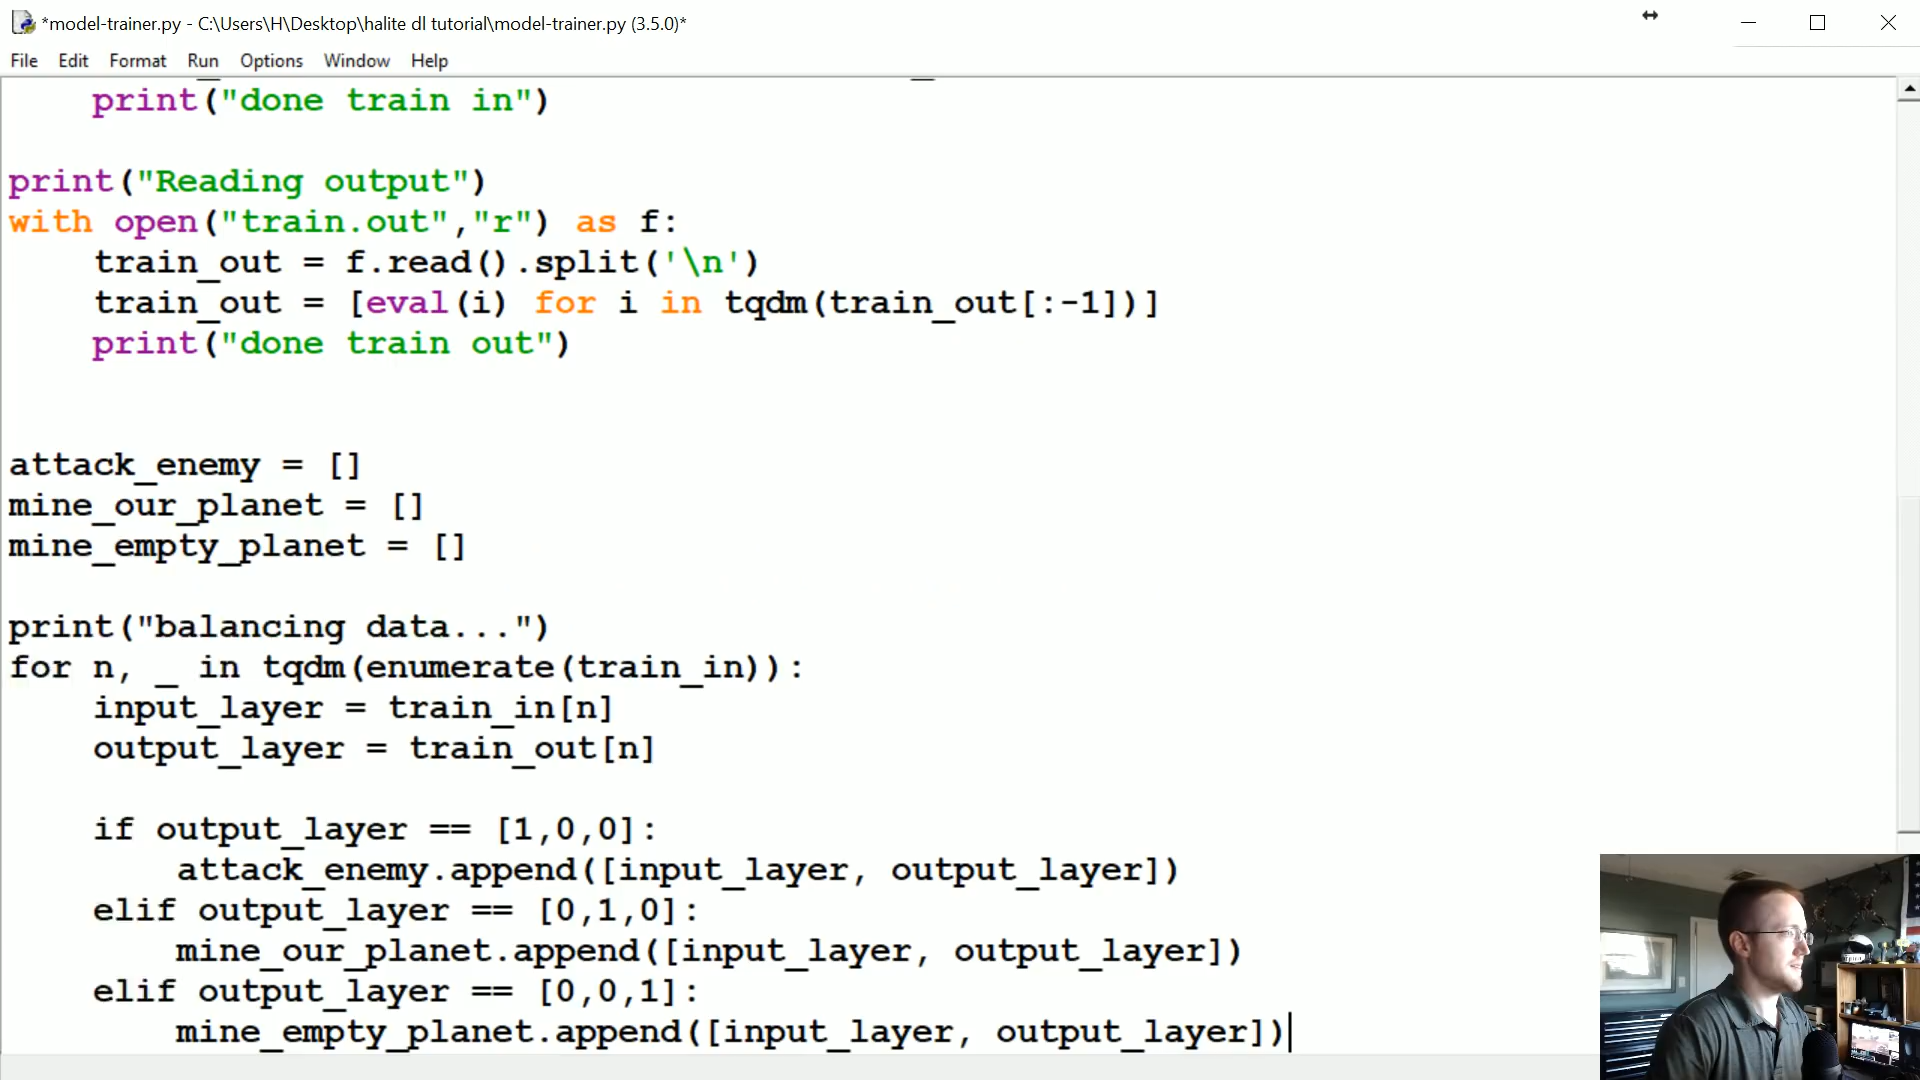 *model-trainer.py - C:\Users\H\Desktop\halite dl tutorial\model-trainer.py (3.5.0)*
File Edit Format Run Options Window Help
    print("done train in")
print("Reading output")
with open("train.out","r") as f:
    train_out = f.read().split('\n')
    train_out = [eval(i) for i in tqdm(train_out[:-1])]
    print("done train out")
attack_enemy = []
mine_our_planet = []
mine_empty_planet = []
print("balancing data...")
for n, _ in tqdm(enumerate(train_in)):
    input_layer = train_in[n]
    output_layer = train_out[n]
    if output_layer == [1,0,0]:
        attack_enemy.append([input_layer, output_layer])
    elif output_layer == [0,1,0]:
        mine_our_planet.append([input_layer, output_layer])
    elif output_layer == [0,0,1]:
        mine_empty_planet.append([input_layer, output_layer])